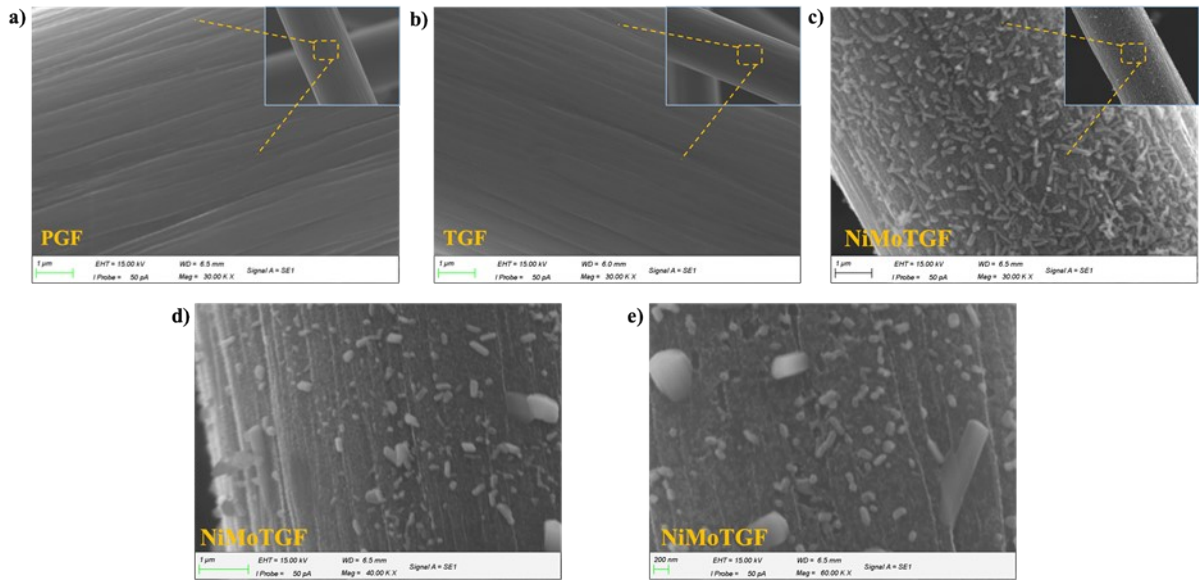 a)
PGF
1 μm EHT = 15.00 kV WD = 6.5 mm Signal A = SE1
I Probe = 50 pA Mag = 30.00 K X
b)
TGF
1 μm EHT = 15.00 kV WD = 6.0 mm Signal A = SE1
I Probe = 50 pA Mag = 30.00 K X
c)
NiMoTGF
1 μm EHT = 15.00 kV WD = 6.5 mm Signal A = SE1
I Probe = 50 pA Mag = 30.00 K X
d)
NiMoTGF
1 μm EHT = 15.00 kV WD = 6.5 mm Signal A = SE1
I Probe = 50 pA Mag = 40.00 K X
e)
NiMoTGF
200 nm EHT = 15.00 kV WD = 6.5 mm Signal A = SE1
I Probe = 50 pA Mag = 60.00 K X